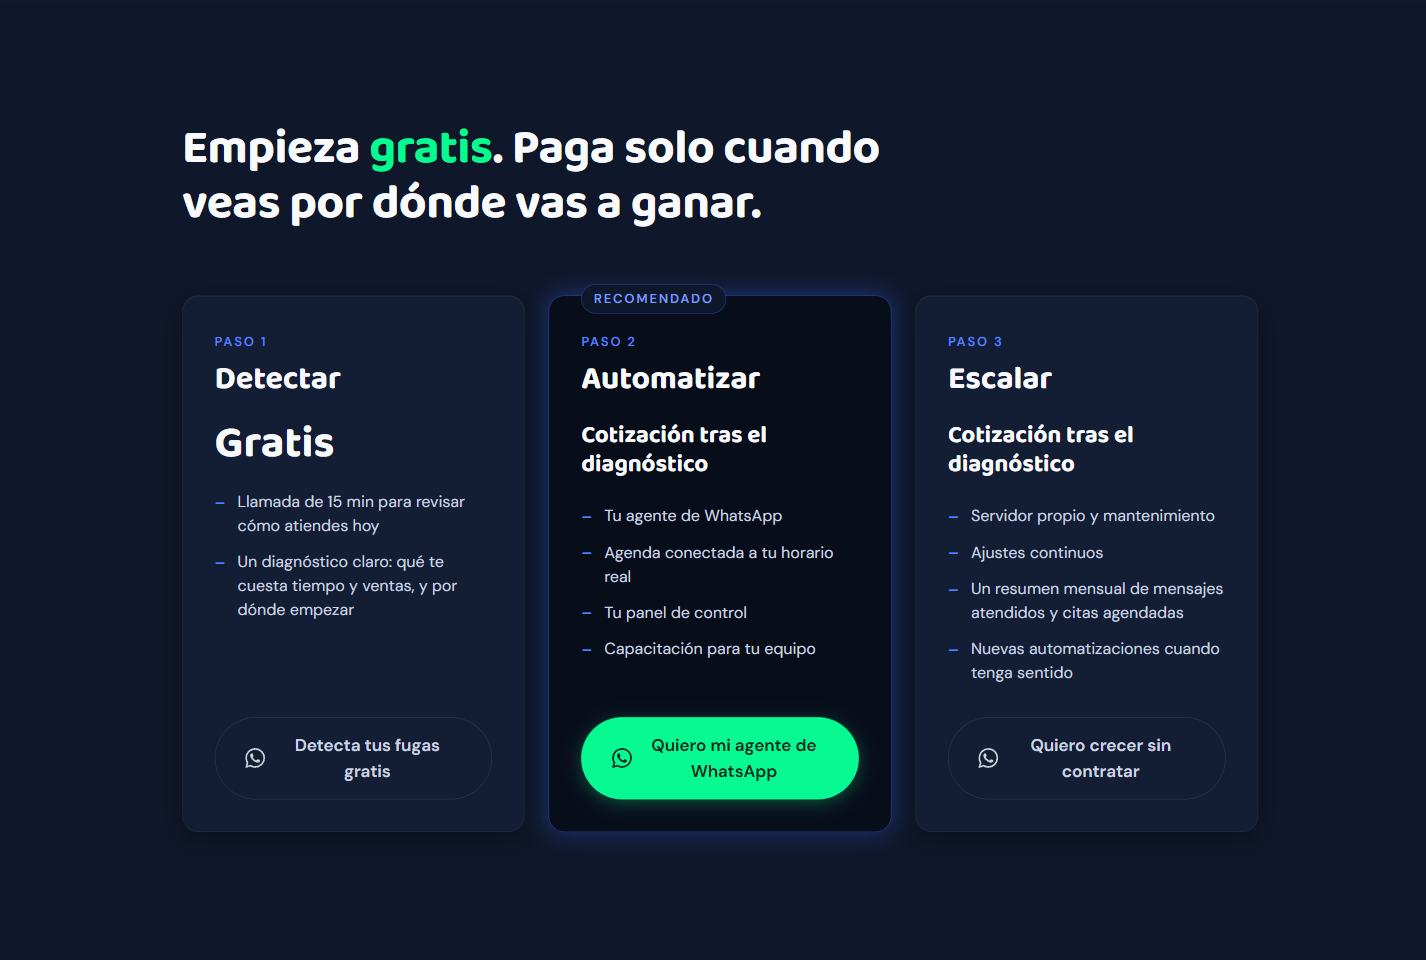 Empieza gratis. Paga solo cuando
veas por dónde vas a ganar.
PASO 1
Detectar
Gratis
– Llamada de 15 min para revisar
cómo atiendes hoy
– Un diagnóstico claro: qué te
cuesta tiempo y ventas, y por
dónde empezar
Detecta tus fugas
gratis
RECOMENDADO
PASO 2
Automatizar
Cotización tras el
diagnóstico
– Tu agente de WhatsApp
– Agenda conectada a tu horario
real
– Tu panel de control
– Capacitación para tu equipo
Quiero mi agente de
WhatsApp
PASO 3
Escalar
Cotización tras el
diagnóstico
– Servidor propio y mantenimiento
– Ajustes continuos
– Un resumen mensual de mensajes
atendidos y citas agendadas
– Nuevas automatizaciones cuando
tenga sentido
Quiero crecer sin
contratar